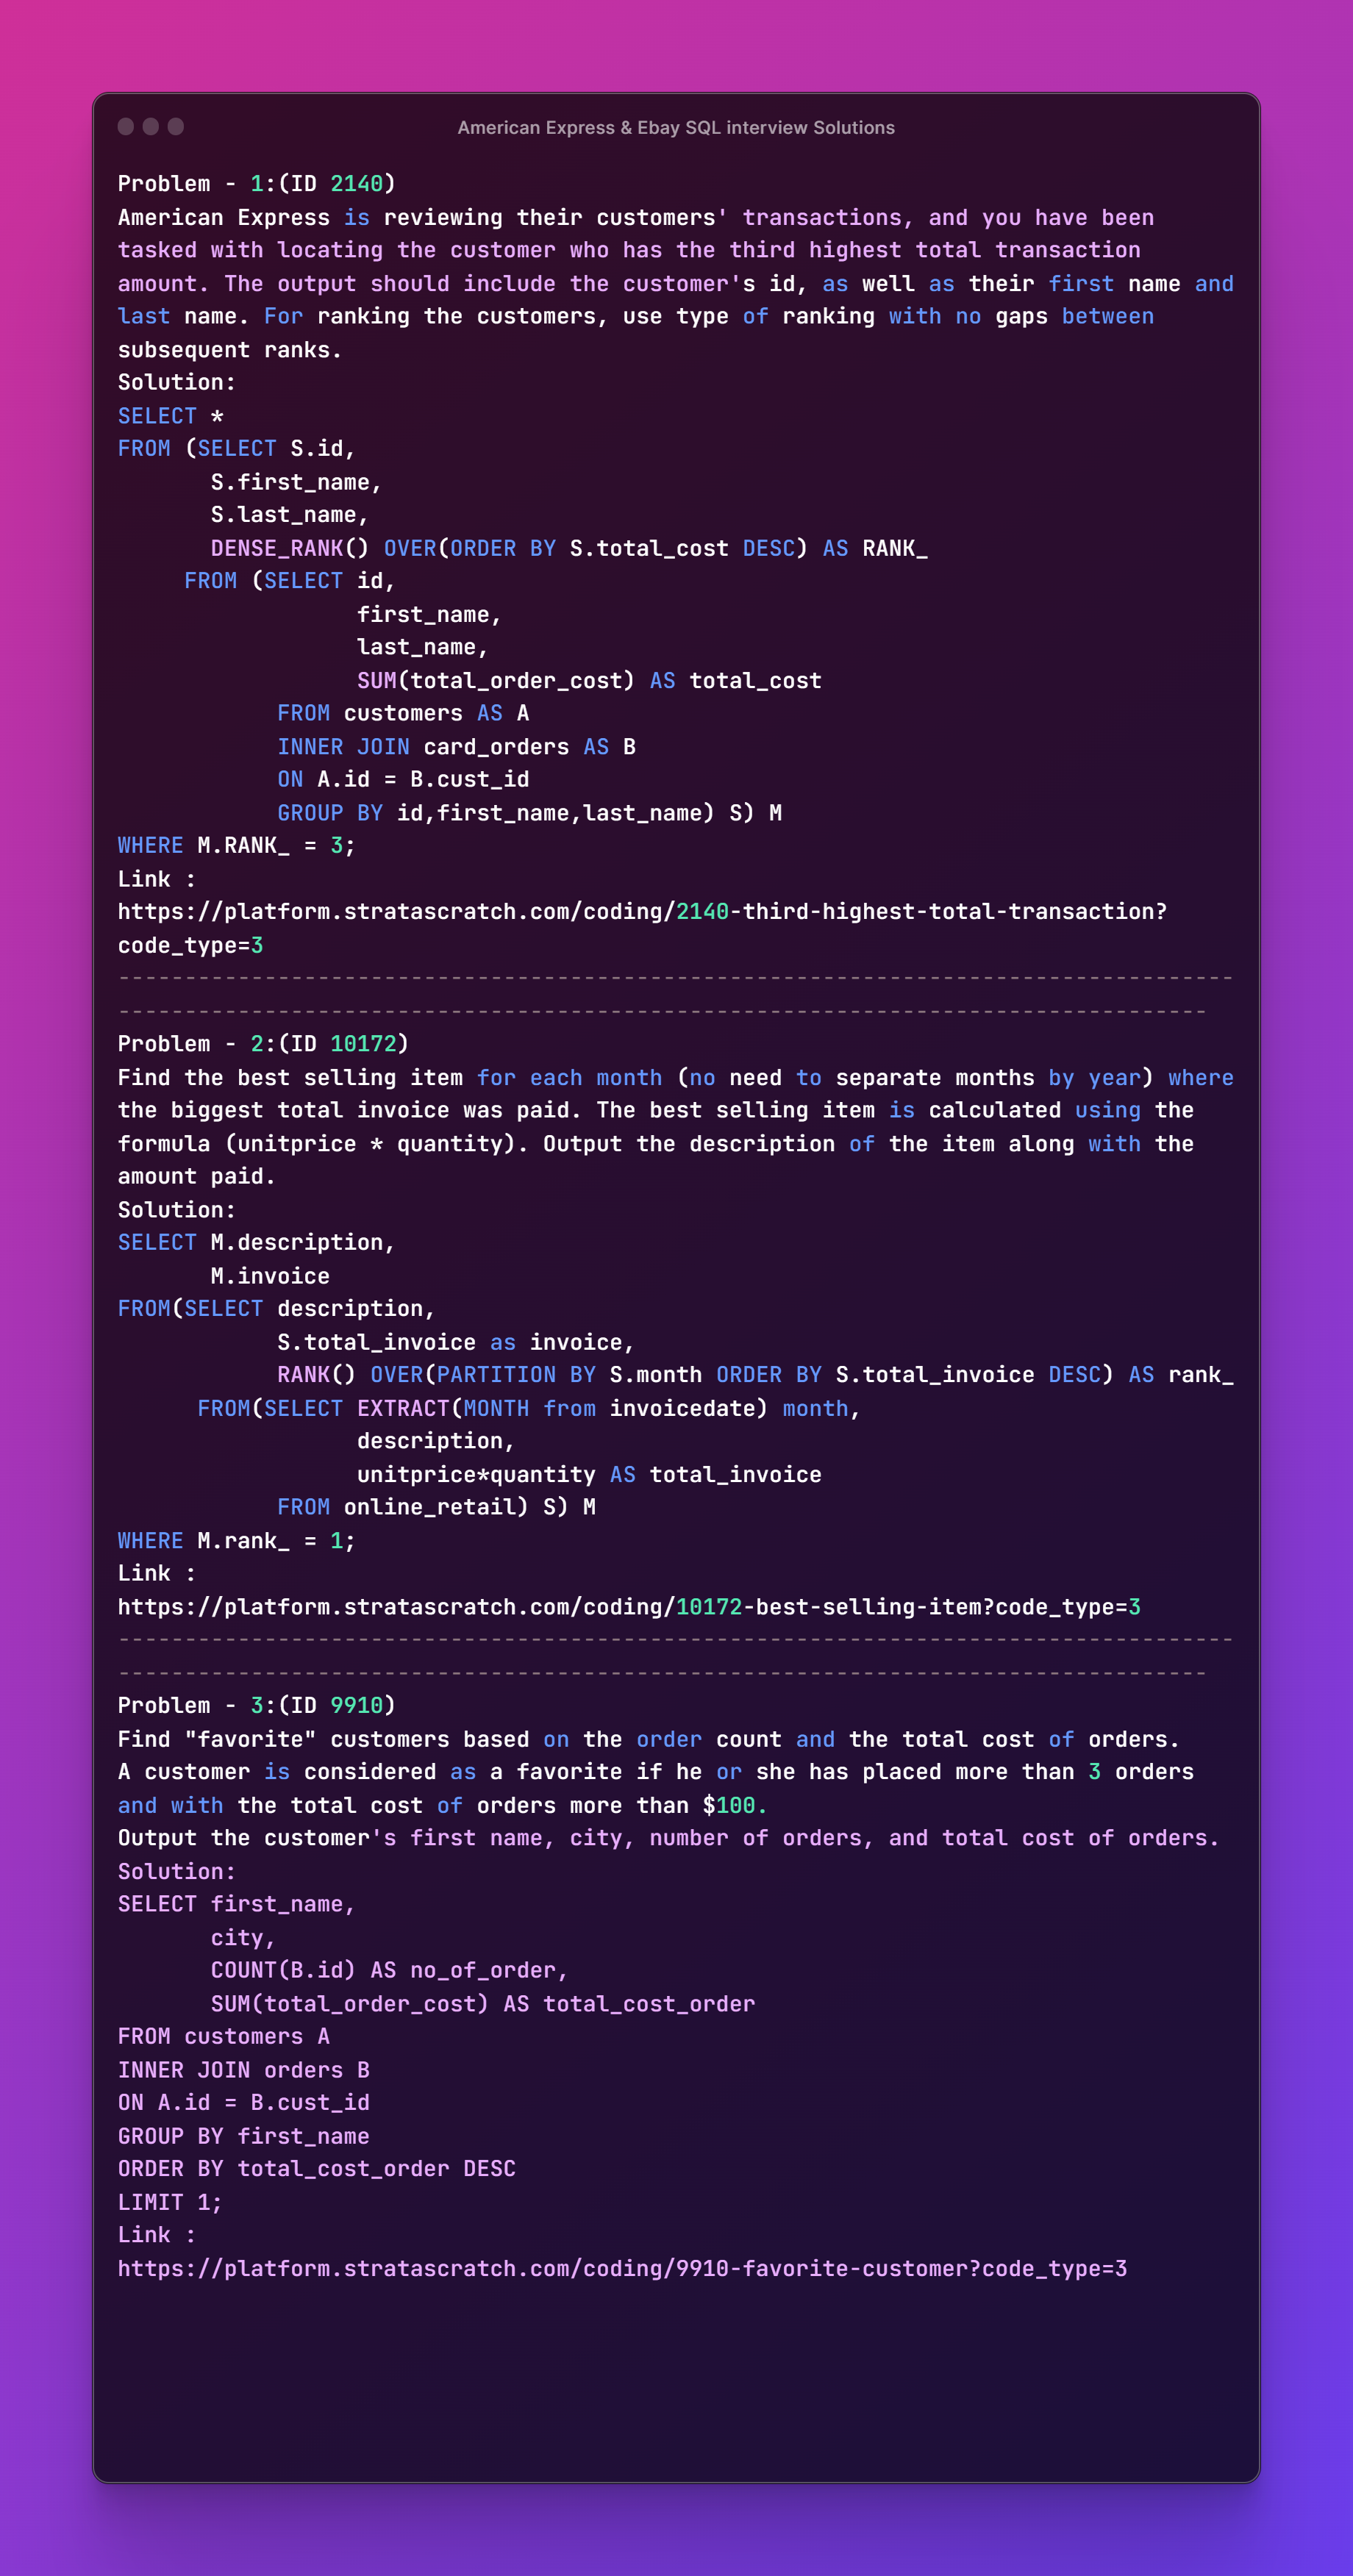 American Express & Ebay SQL interview Solutions
Problem - 1:(ID 2140)
American Express is reviewing their customers' transactions, and you have been
tasked with locating the customer who has the third highest total transaction
amount. The output should include the customer's id, as well as their first name and
last name. For ranking the customers, use type of ranking with no gaps between
subsequent ranks.
Solution:
SELECT *
FROM (SELECT S.id,
       S.first_name,
       S.last_name,
       DENSE_RANK() OVER(ORDER BY S.total_cost DESC) AS RANK_
     FROM (SELECT id,
                  first_name,
                  last_name,
                  SUM(total_order_cost) AS total_cost
            FROM customers AS A
            INNER JOIN card_orders AS B
            ON A.id = B.cust_id
            GROUP BY id,first_name,last_name) S) M
WHERE M.RANK_ = 3;
Link :
https://platform.stratascratch.com/coding/2140-third-highest-total-transaction?
code_type=3
------------------------------------------------------------------------------------
----------------------------------------------------------------------------------
Problem - 2:(ID 10172)
Find the best selling item for each month (no need to separate months by year) where
the biggest total invoice was paid. The best selling item is calculated using the
formula (unitprice * quantity). Output the description of the item along with the
amount paid.
Solution:
SELECT M.description,
       M.invoice
FROM(SELECT description,
            S.total_invoice as invoice,
            RANK() OVER(PARTITION BY S.month ORDER BY S.total_invoice DESC) AS rank_
      FROM(SELECT EXTRACT(MONTH from invoicedate) month,
                  description,
                  unitprice*quantity AS total_invoice
            FROM online_retail) S) M
WHERE M.rank_ = 1;
Link :
https://platform.stratascratch.com/coding/10172-best-selling-item?code_type=3
------------------------------------------------------------------------------------
----------------------------------------------------------------------------------
Problem - 3:(ID 9910)
Find "favorite" customers based on the order count and the total cost of orders.
A customer is considered as a favorite if he or she has placed more than 3 orders
and with the total cost of orders more than $100.
Output the customer's first name, city, number of orders, and total cost of orders.
Solution:
SELECT first_name,
       city,
       COUNT(B.id) AS no_of_order,
       SUM(total_order_cost) AS total_cost_order
FROM customers A
INNER JOIN orders B
ON A.id = B.cust_id
GROUP BY first_name
ORDER BY total_cost_order DESC
LIMIT 1;
Link :
https://platform.stratascratch.com/coding/9910-favorite-customer?code_type=3